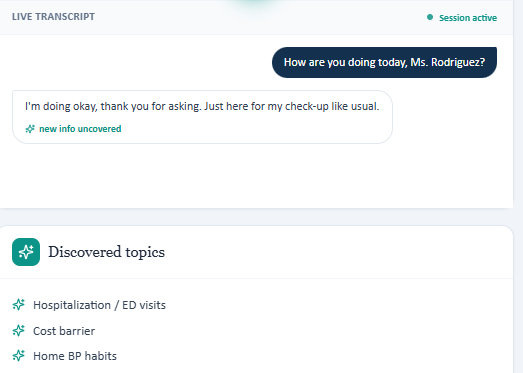 LIVE TRANSCRIPT
Session active
How are you doing today, Ms. Rodriguez?
I'm doing okay, thank you for asking. Just here for my check-up like usual.
new info uncovered
Discovered topics
Hospitalization / ED visits
Cost barrier
Home BP habits